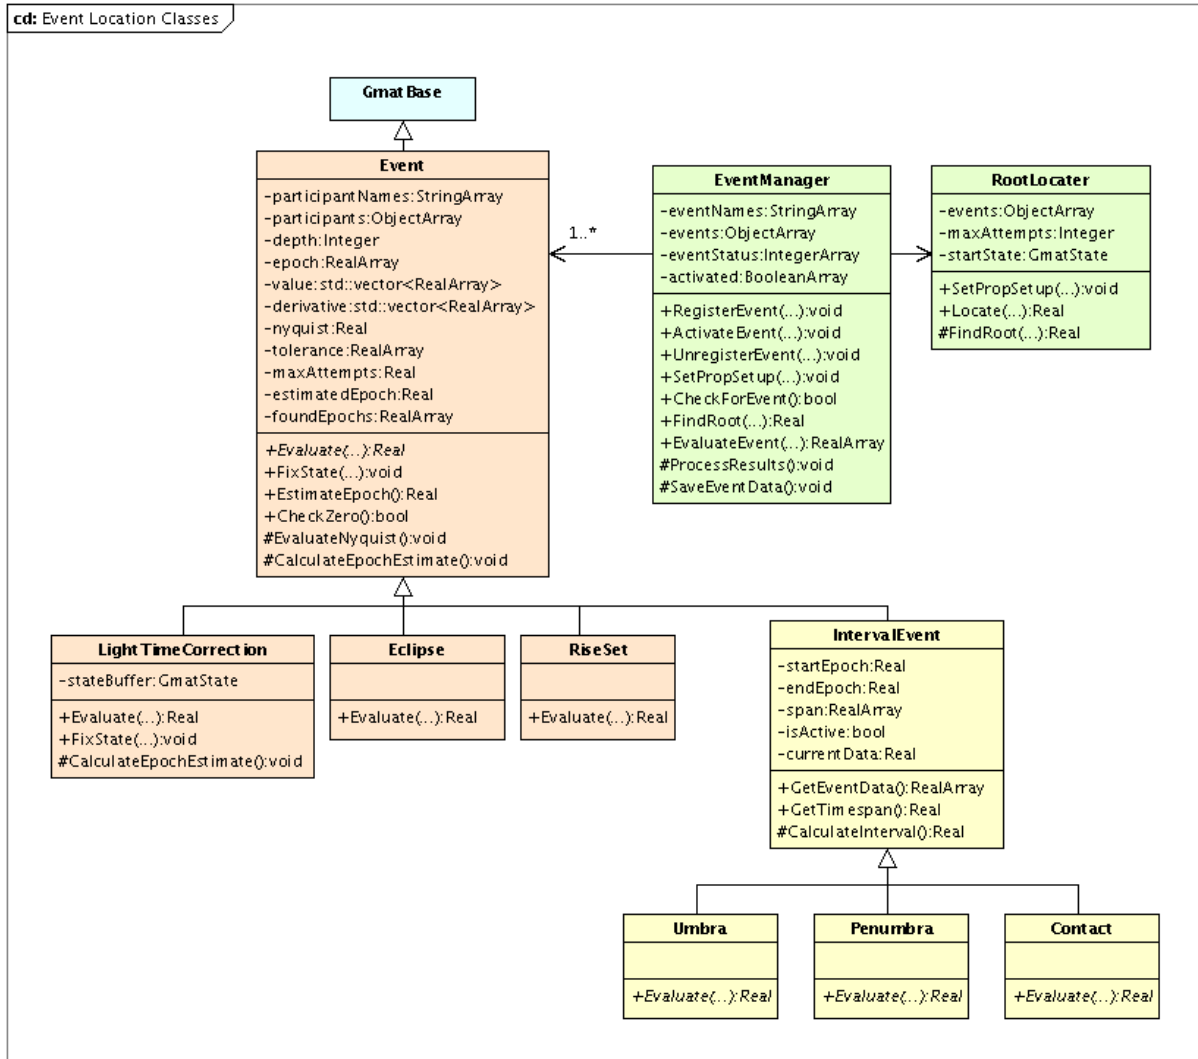 cd: Event Location Classes
GmatBase
Event
-participantNames:StringArray
-participants:ObjectArray
-depth:Integer
-epoch:RealArray
-value:std::vector<RealArray>
-derivative:std::vector<RealArray>
-nyquist:Real
-tolerance:RealArray
-maxAttempts:Real
-estimatedEpoch:Real
-foundEpochs:RealArray
+Evaluate(...):Real
+FixState(...):void
+EstimateEpoch():Real
+CheckZero():bool
#EvaluateNyquist():void
#CalculateEpochEstimate():void
1..*
EventManager
-eventNames:StringArray
-events:ObjectArray
-eventStatus:IntegerArray
-activated:BooleanArray
+RegisterEvent(...):void
+ActivateEvent(...):void
+UnregisterEvent(...):void
+SetPropSetup(...):void
+CheckForEvent():bool
+FindRoot(...):Real
+EvaluateEvent(...):RealArray
#ProcessResults():void
#SaveEventData():void
RootLocater
-events:ObjectArray
-maxAttempts:Integer
-startState:GmatState
+SetPropSetup(...):void
+Locate(...):Real
#FindRoot(...):Real
LightTimeCorrection
-stateBuffer:GmatState
+Evaluate(...):Real
+FixState(...):void
#CalculateEpochEstimate():void
Eclipse
+Evaluate(...):Real
RiseSet
+Evaluate(...):Real
IntervalEvent
-startEpoch:Real
-endEpoch:Real
-span:RealArray
-isActive:bool
-currentData:Real
+GetEventData():RealArray
+GetTimespan():Real
#CalculateInterval():Real
Umbra
+Evaluate(...):Real
Penumbra
+Evaluate(...):Real
Contact
+Evaluate(...):Real